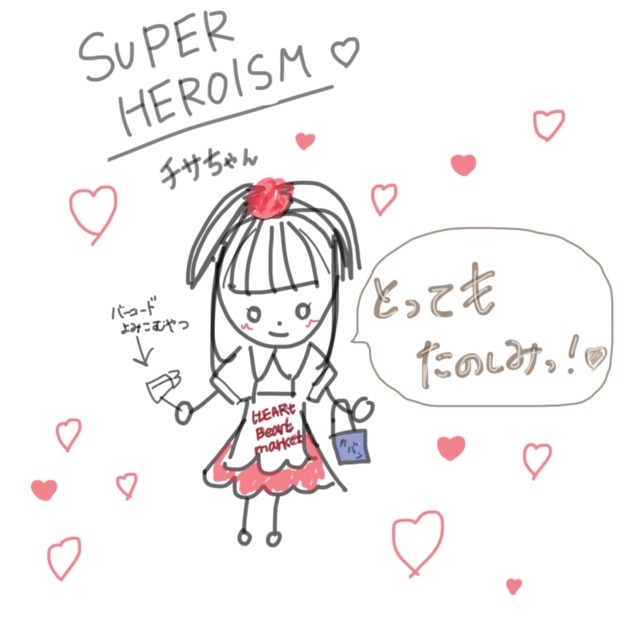 SUPER
HEROISM♡
チサちゃん
バーコード
よみこむやつ
とっても
たのしみっ!♡
HEARt
Beart
market
カバン